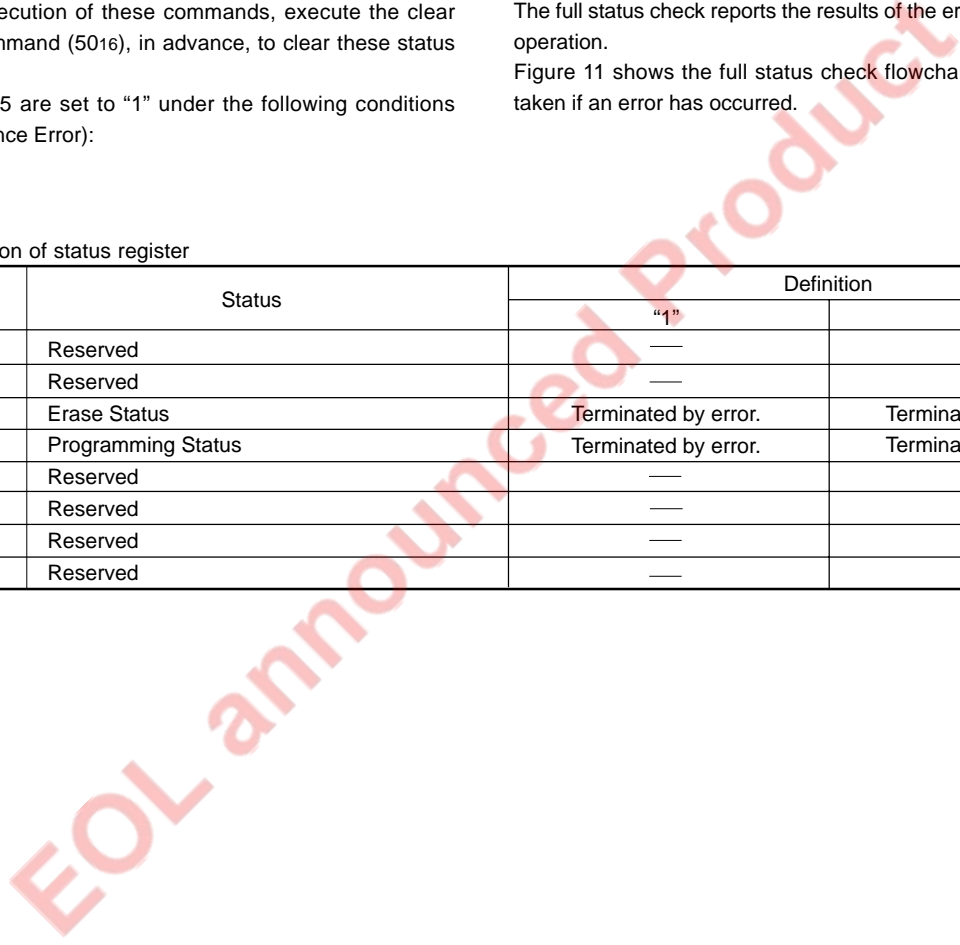 ecution of these commands, execute the clear
mmand (5016), in advance, to clear these status
5 are set to “1” under the following conditions
nce Error):
The full status check reports the results of the er
operation.
Figure 11 shows the full status check flowcha
taken if an error has occurred.
on of status register
Status Definition
“1”
Reserved —
Reserved —
Erase Status Terminated by error. Termina
Programming Status Terminated by error. Termina
Reserved —
Reserved —
Reserved —
Reserved —
EOL announced Product